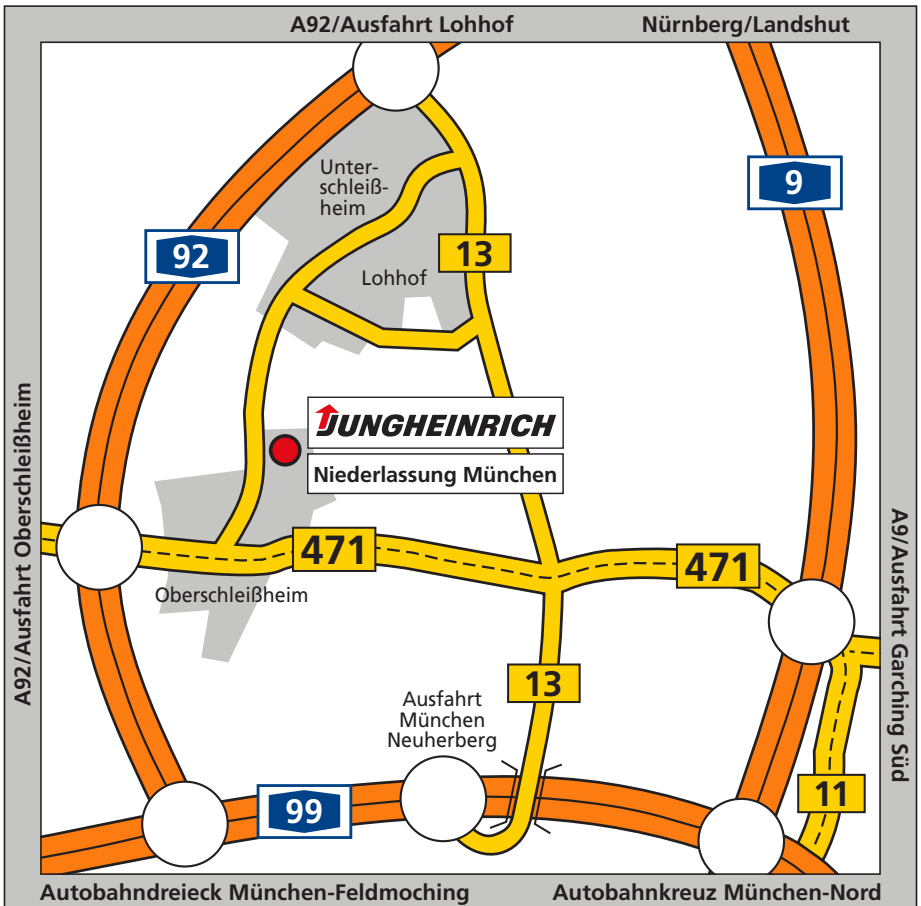 A92/Ausfahrt Lohhof
Nürnberg/Landshut
Unter-
schleiß-
heim
9
92
13
Lohhof
JUNGHEINRICH
Niederlassung München
A92/Ausfahrt Oberschleißheim
471
471
A9/Ausfahrt Garching Süd
Oberschleißheim
13
Ausfahrt
München
Neuherberg
99
11
Autobahndreieck München-Feldmoching
Autobahnkreuz München-Nord